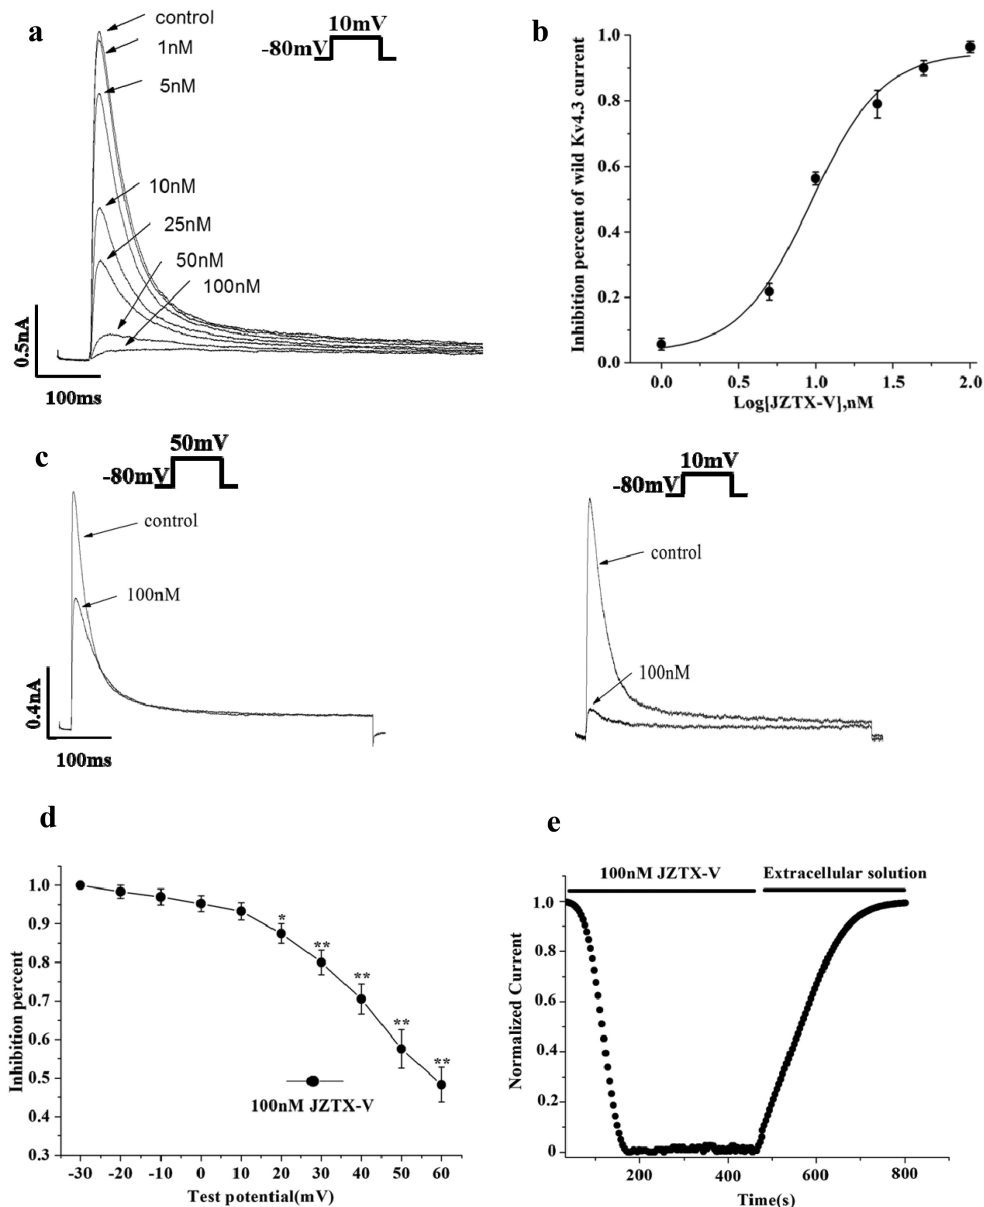 a
control
1nM
5nM
10nM
25nM
50nM
100nM
10mV
-80mV
0.5nA
100ms
b
Inhibition percent of wild Kv4.3 current
1.0
0.8
0.6
0.4
0.2
0.0
0.0 0.5 1.0 1.5 2.0
Log[JZTX-V],nM
c
50mV
-80mV
control
100nM
0.4nA
100ms
10mV
-80mV
control
100nM
d
Inhibition percent
1.0
0.9
0.8
0.7
0.6
0.5
0.4
0.3
* ** ** ** **
100nM JZTX-V
-30 -20 -10 0 10 20 30 40 50 60
Test potential(mV)
e
100nM JZTX-V
Extracellular solution
Normalized Current
1.0
0.8
0.6
0.4
0.2
0
200 400 600 800
Time(s)